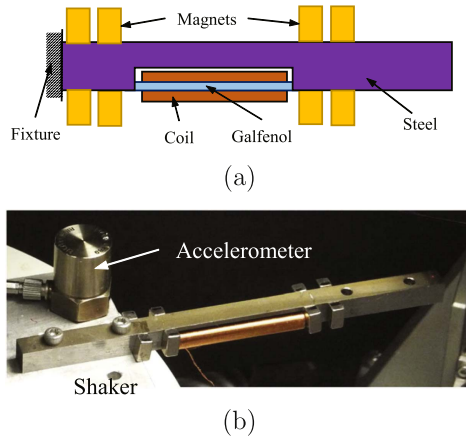 Magnets
Fixture
Coil
Galfenol
Steel
(a)
Accelerometer
Shaker
(b)